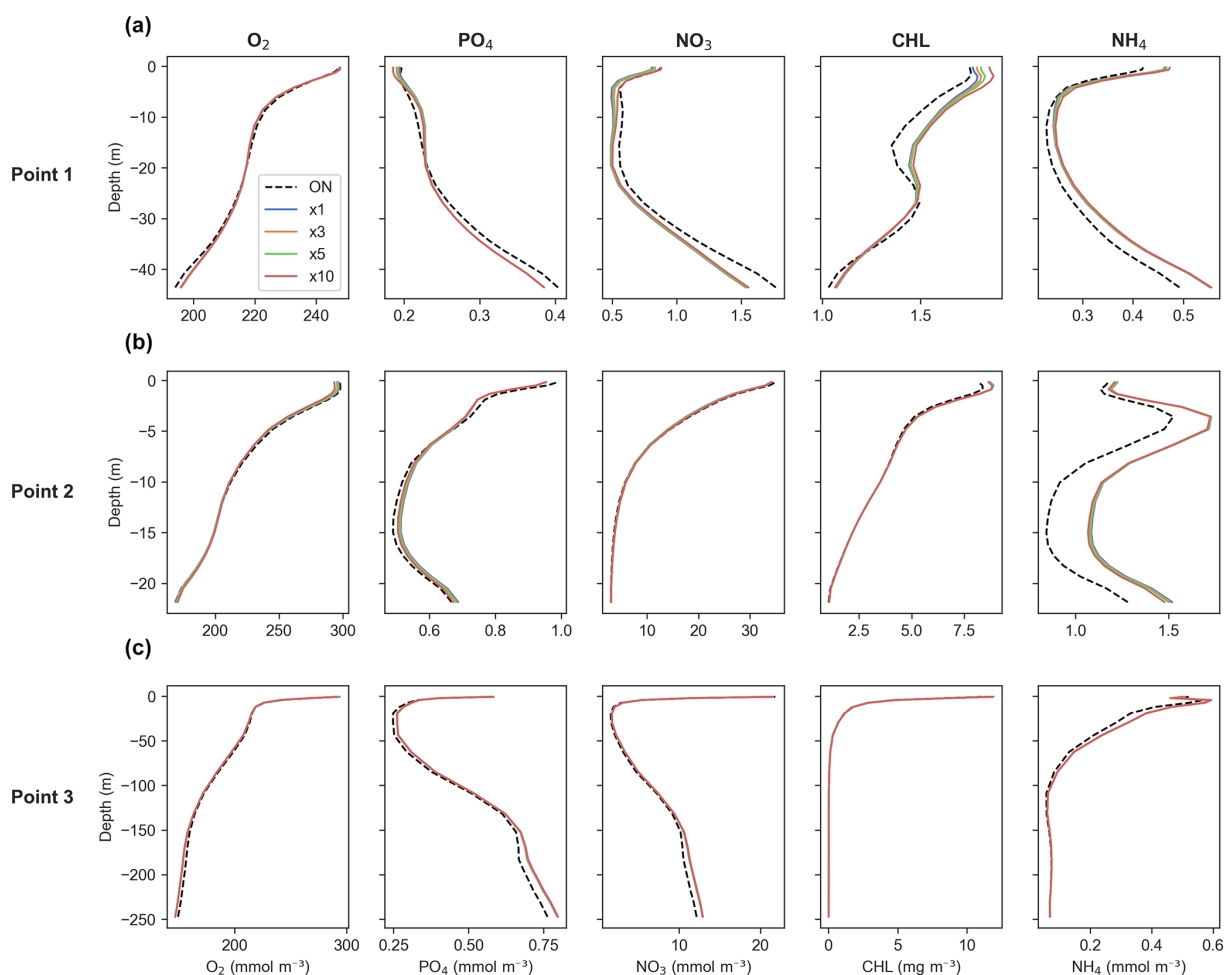 (a)
O₂ PO₄ NO₃ CHL NH₄
Point 1
Depth (m)
0
−10
−20
−30
−40
ON
x1
x3
x5
x10
200 220 240
0.2 0.3 0.4
0.5 1.0 1.5
1.0 1.5
0.3 0.4 0.5
(b)
Point 2
Depth (m)
0
−5
−10
−15
−20
200 250 300
0.6 0.8 1.0
10 20 30
2.5 5.0 7.5
1.0 1.5
(c)
Point 3
Depth (m)
0
−50
−100
−150
−200
−250
200 300
0.25 0.50 0.75
10 20
0 5 10
0.2 0.4 0.6
O₂ (mmol m⁻³) PO₄ (mmol m⁻³) NO₃ (mmol m⁻³) CHL (mg m⁻³) NH₄ (mmol m⁻³)